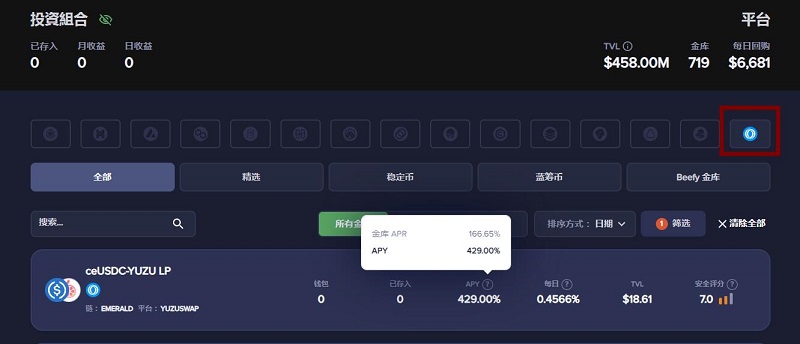 投資組合
平台
已存入 月收益 日收益
0 0 0
TVL 金库 每日回购
$458.00M 719 $6,681
全部 精选 稳定币 蓝筹币 Beefy 金库
搜索...
所有金
排序方式：日期
1 筛选
清除全部
金库 APR 166.65%
APY 429.00%
ceUSDC-YUZU LP
链：EMERALD 平台：YUZUSWAP
钱包 已存入 APY ? 每日 ? TVL 安全评分 ?
0 0 429.00% 0.4566% $18.61 7.0